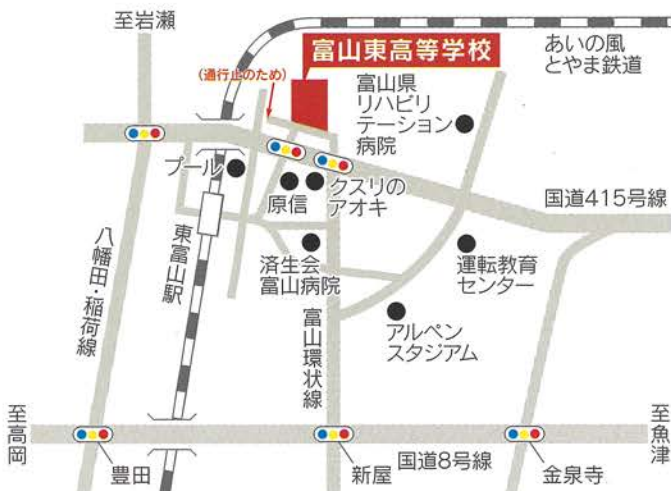 至岩瀬
富山東高等学校
あいの風
とやま鉄道
(通行止のため)
富山県
リハビリ
テーション
病院
プール
原信
クスリの
アオキ
国道415号線
八幡田・稲荷線
東富山駅
済生会
富山病院
運転教育
センター
富山環状線
アルペン
スタジアム
至高岡
至魚津
豊田
新屋
国道8号線
金泉寺